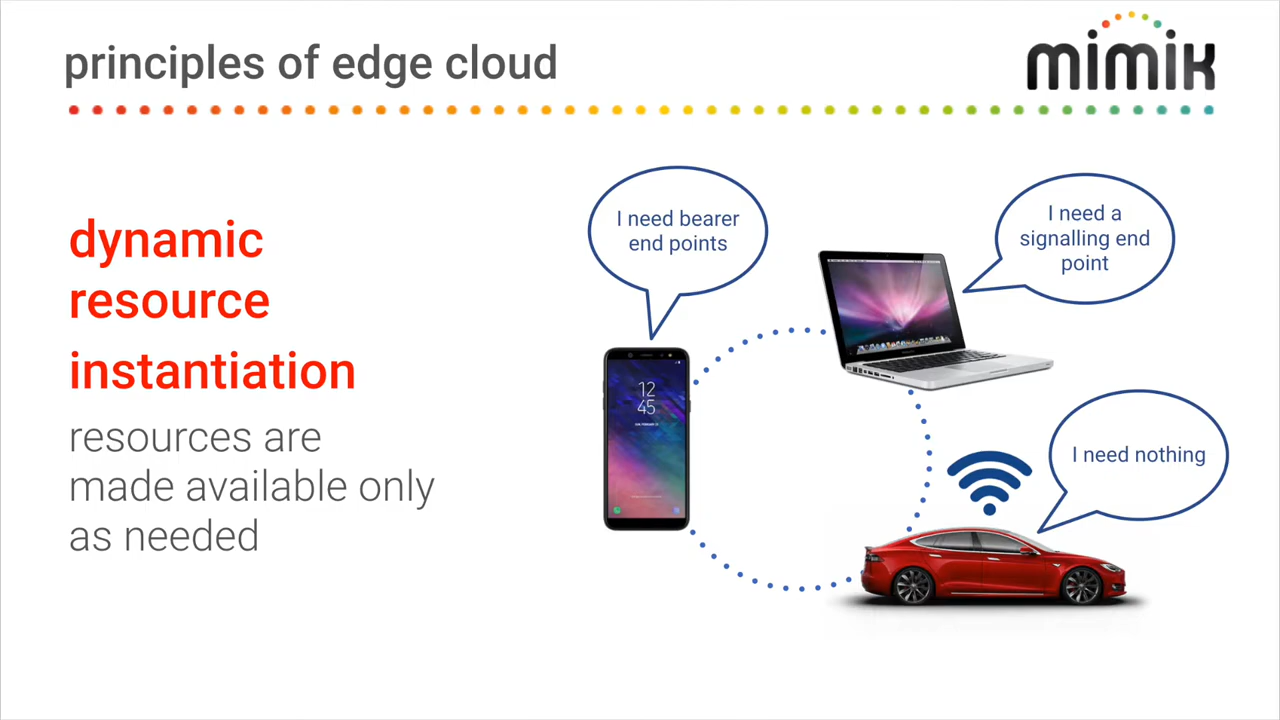 principles of edge cloud
mimik
dynamic
resource
instantiation
resources are
made available only
as needed
I need bearer
end points
I need a
signalling end
point
12
45
I need nothing